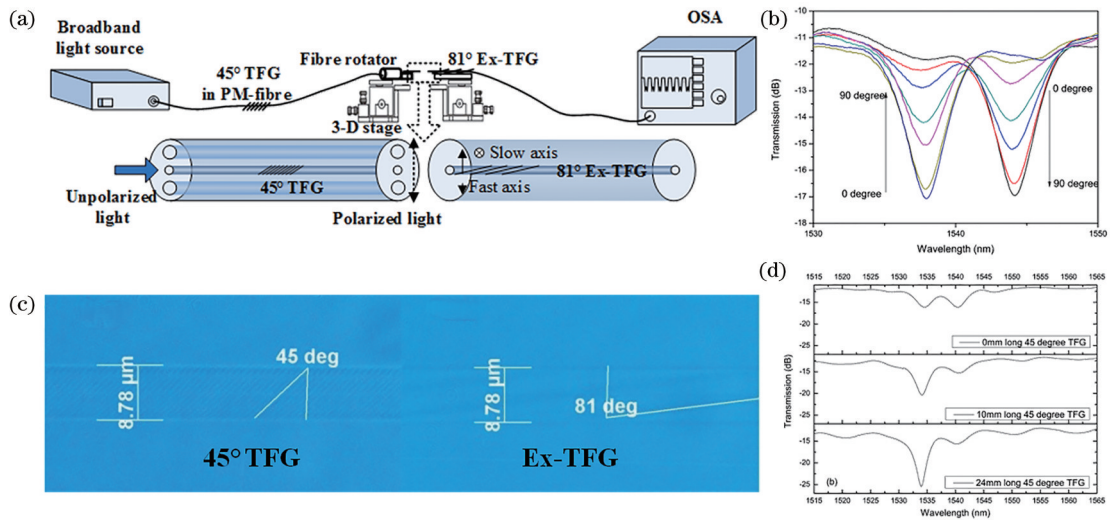 (a)
Broadband
light source
45° TFG
in PM-fibre
Fibre rotator
81° Ex-TFG
OSA
3-D stage
Unpolarized
light
45° TFG
Polarized light
⊗ Slow axis
Fast axis
81° Ex-TFG
(b)
Transmission (dB)
-10
-11
-12
-13
-14
-15
-16
-17
-18
90 degree
0 degree
0 degree
90 degree
1530
1540
1550
Wavelength (nm)
(c)
8.78 μm
45 deg
45° TFG
8.78 μm
81 deg
Ex-TFG
(d)
1515 1520 1525 1530 1535 1540 1545 1550 1555 1560 1565
Transmission (dB)
-15
-20
-25
0mm long 45 degree TFG
-15
-20
-25
10mm long 45 degree TFG
-15
-20
-25
(b)
24mm long 45 degree TFG
1515 1520 1525 1530 1535 1540 1545 1550 1555 1560 1565
Wavelength (nm)